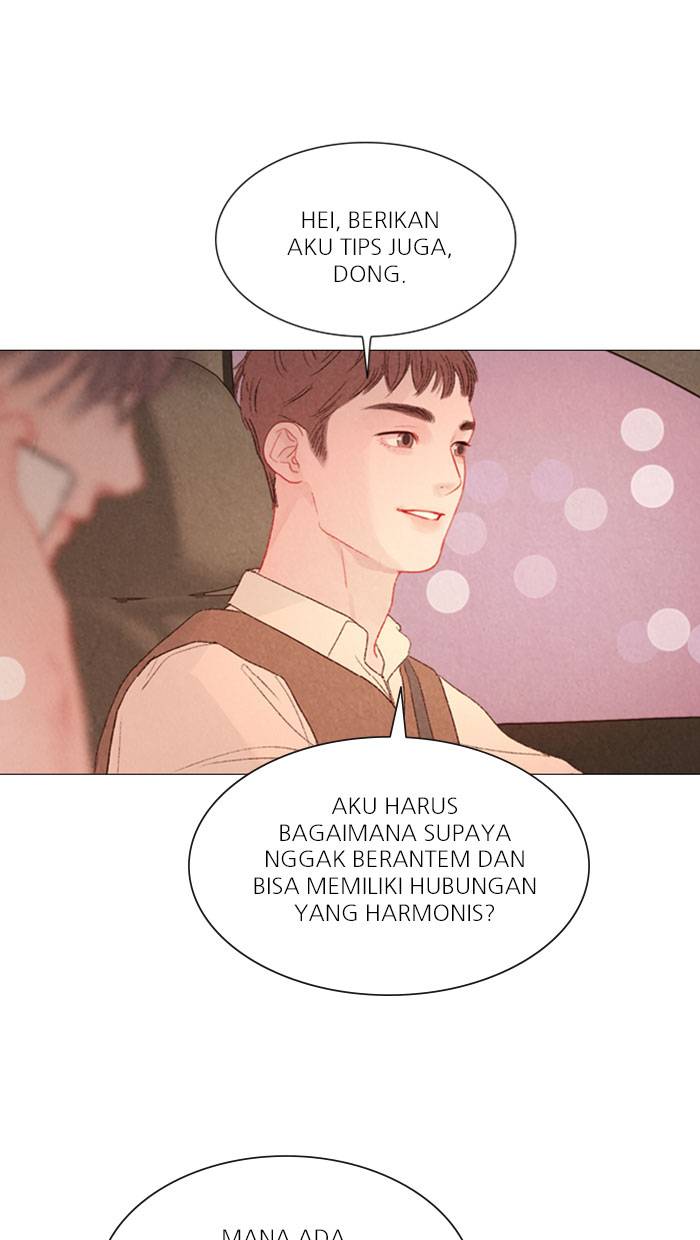 HEI, BERIKAN
AKU TIPS JUGA,
DONG.
AKU HARUS
BAGAIMANA SUPAYA
NGGAK BERANTEM DAN
BISA MEMILIKI HUBUNGAN
YANG HARMONIS?
MANA ADA